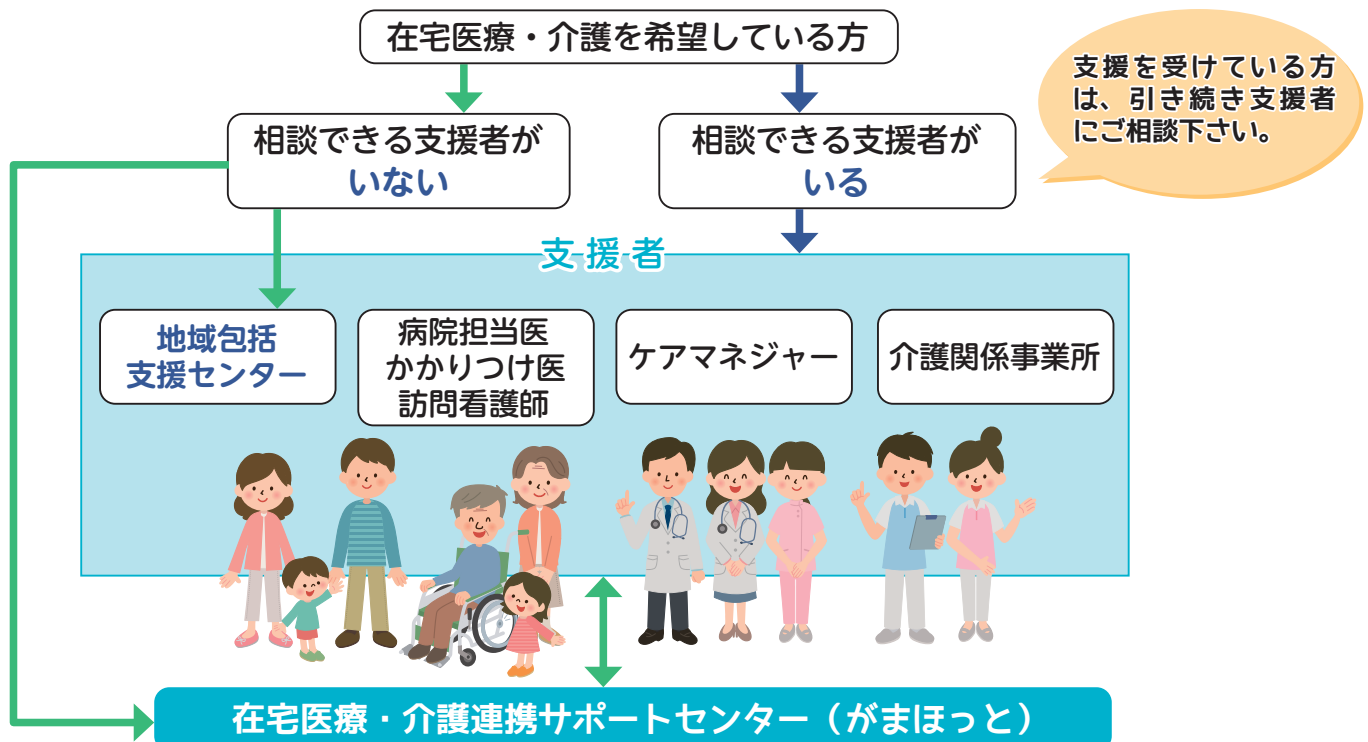 在宅医療・介護を希望している方
支援を受けている方
は、引き続き支援者
にご相談下さい。
相談できる支援者が
いない
相談できる支援者が
いる
支援者
地域包括
支援センター
病院担当医
かかりつけ医
訪問看護師
ケアマネジャー
介護関係事業所
在宅医療・介護連携サポートセンター（がまほっと）